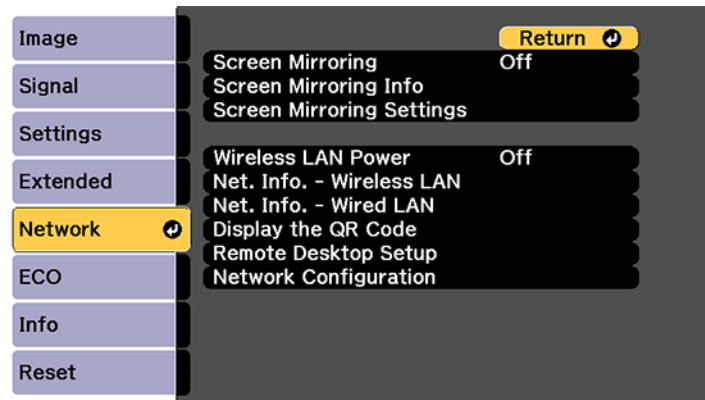 Image
Signal
Settings
Extended
Network
ECO
Info
Reset
Return
Screen Mirroring Off
Screen Mirroring Info
Screen Mirroring Settings
Wireless LAN Power Off
Net. Info. - Wireless LAN
Net. Info. - Wired LAN
Display the QR Code
Remote Desktop Setup
Network Configuration